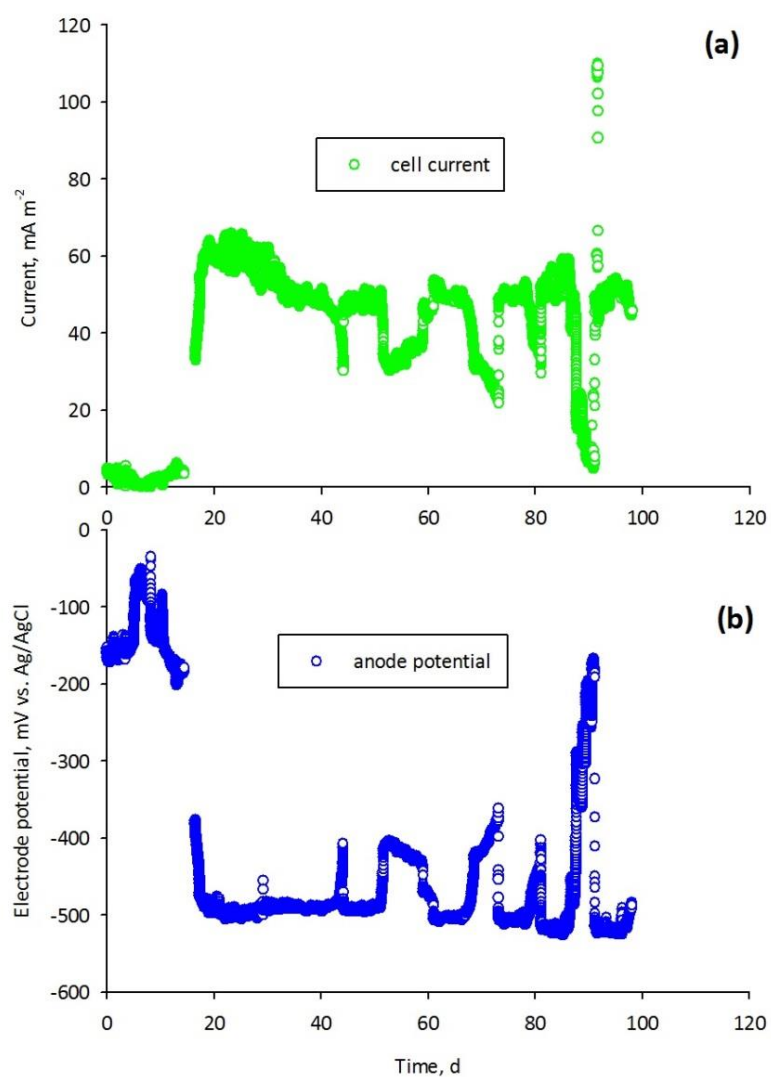 (a)
120
100
80
60
40
20
0
Current, mA m⁻²
cell current
0 20 40 60 80 100 120
(b)
0
-100
-200
-300
-400
-500
-600
Electrode potential, mV vs. Ag/AgCl
anode potential
0 20 40 60 80 100 120
Time, d